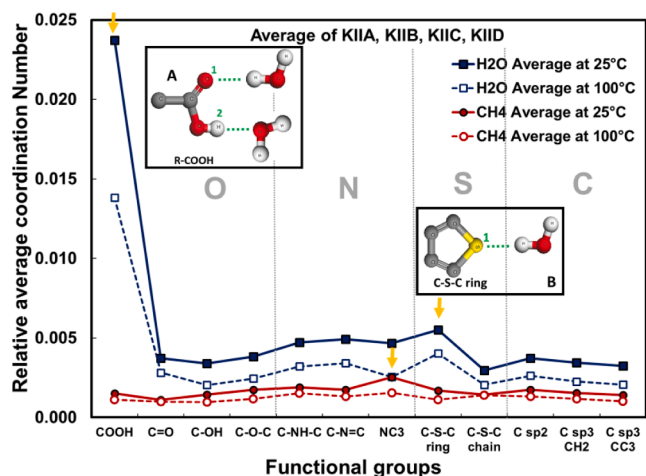 Average of KIIA, KIIB, KIIC, KIID
H2O Average at 25°C
H2O Average at 100°C
CH4 Average at 25°C
CH4 Average at 100°C
Relative average coordination Number
0.025
0.020
0.015
0.010
0.005
0.000
A
1
2
R-COOH
O
N
S
C
1
C-S-C ring
B
COOH
C=O
C-OH
C-O-C
C-NH-C
C-N=C
NC3
C-S-C
ring
C-S-C
chain
C sp2
C sp3
CH2
C sp3
CC3
Functional groups